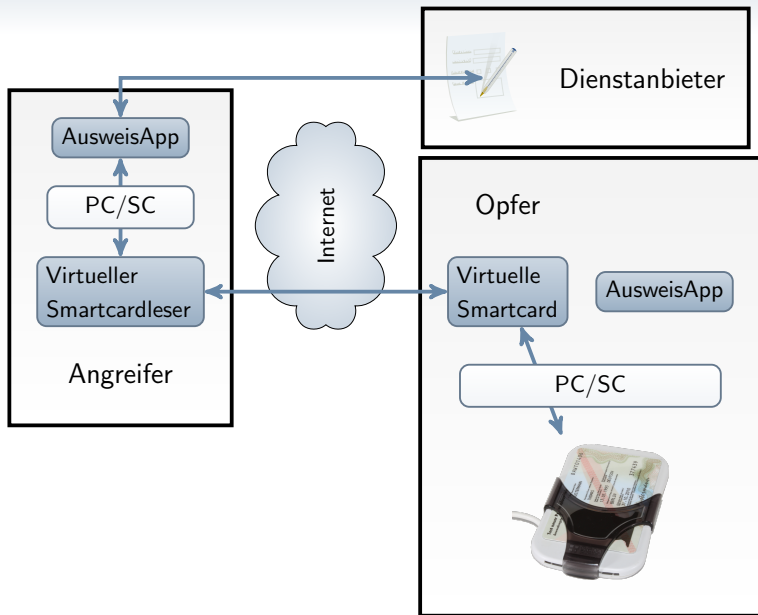 Dienstanbieter
AusweisApp
PC/SC
Virtueller
Smartcardleser
Angreifer
Internet
Opfer
Virtuelle
Smartcard
AusweisApp
PC/SC